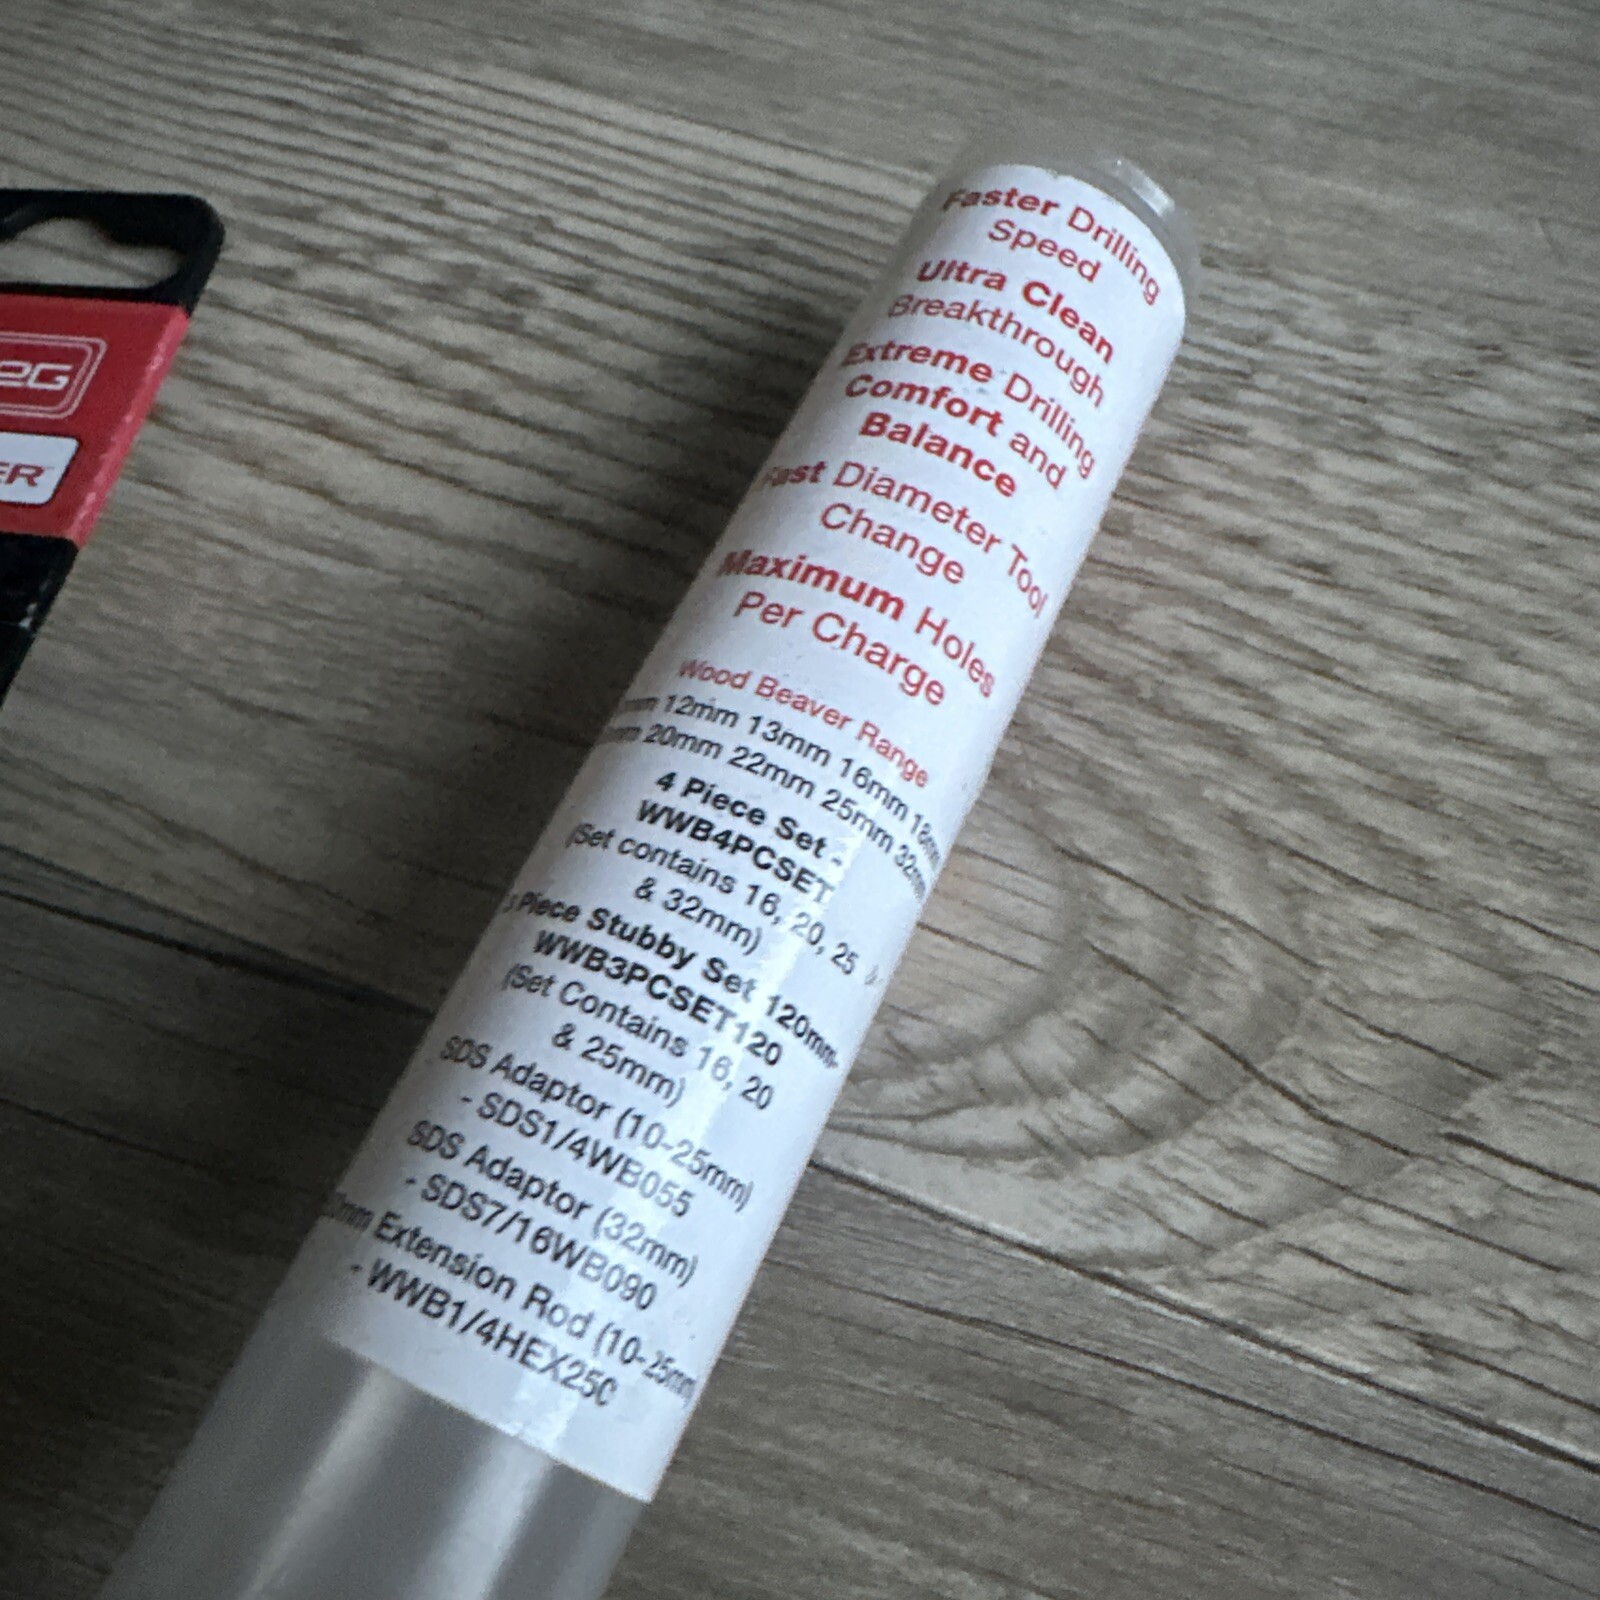 Faster Drilling
Speed
Ultra Clean
Breakthrough
Extreme Drilling
Comfort and
Balance
Fast Diameter Tool
Change
Maximum Holes
Per Charge
Wood Beaver Range
12mm 13mm 16mm 18mm
20mm 22mm 25mm 32mm
4 Piece Set -
WWB4PCSET
(Set contains 16, 20, 25
& 32mm)
3 Piece Stubby Set 120mm-
WWB3PCSET120
(Set Contains 16, 20
& 25mm)
SDS Adaptor (10-25mm)
- SDS1/4WB055
SDS Adaptor (32mm)
- SDS7/16WB090
Extension Rod (10-25mm)
- WWB1/4HEX250